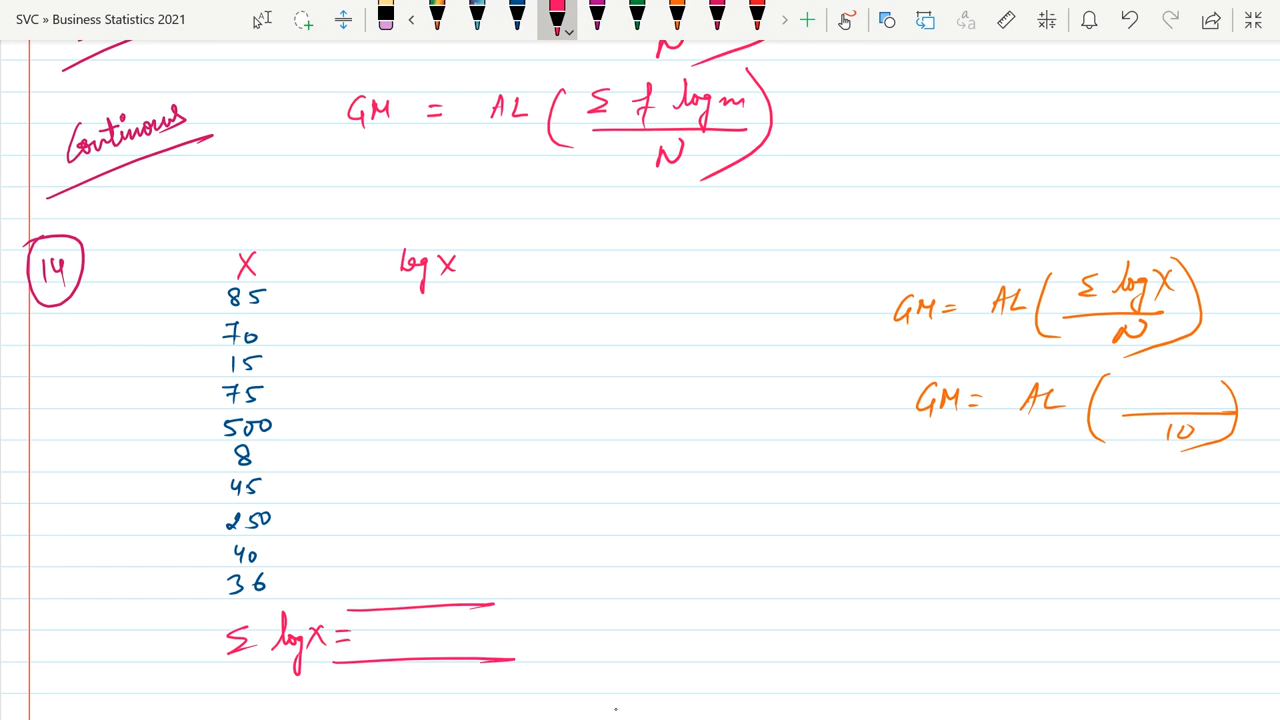 SVC » Business Statistics 2021
N
Continous
GM = AL ( Σ f log m / N )
14
X log X
85
70
15
75
500
8
45
250
40
36
Σ log X =
GM = AL ( Σ log X / N )
GM = AL ( / 10 )